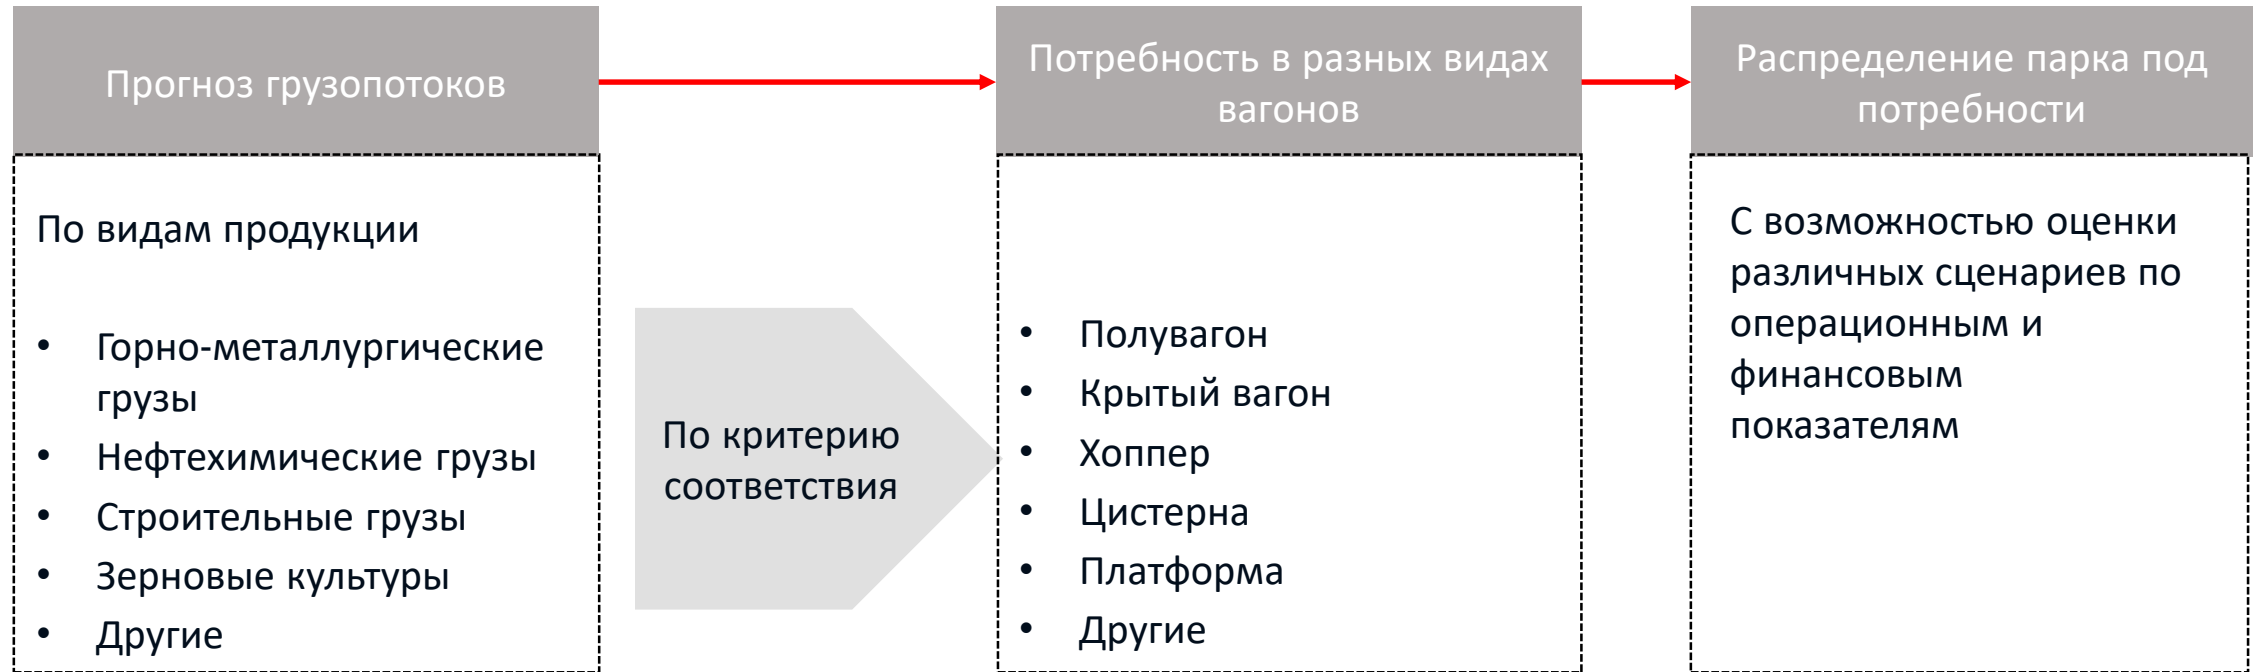 Прогноз грузопотоков
Потребность в разных видах
вагонов
Распределение парка под
потребности
По видам продукции
• Горно-металлургические
грузы
• Нефтехимические грузы
• Строительные грузы
• Зерновые культуры
• Другие
По критерию
соответствия
• Полувагон
• Крытый вагон
• Хоппер
• Цистерна
• Платформа
• Другие
С возможностью оценки
различных сценариев по
операционным и
финансовым
показателям